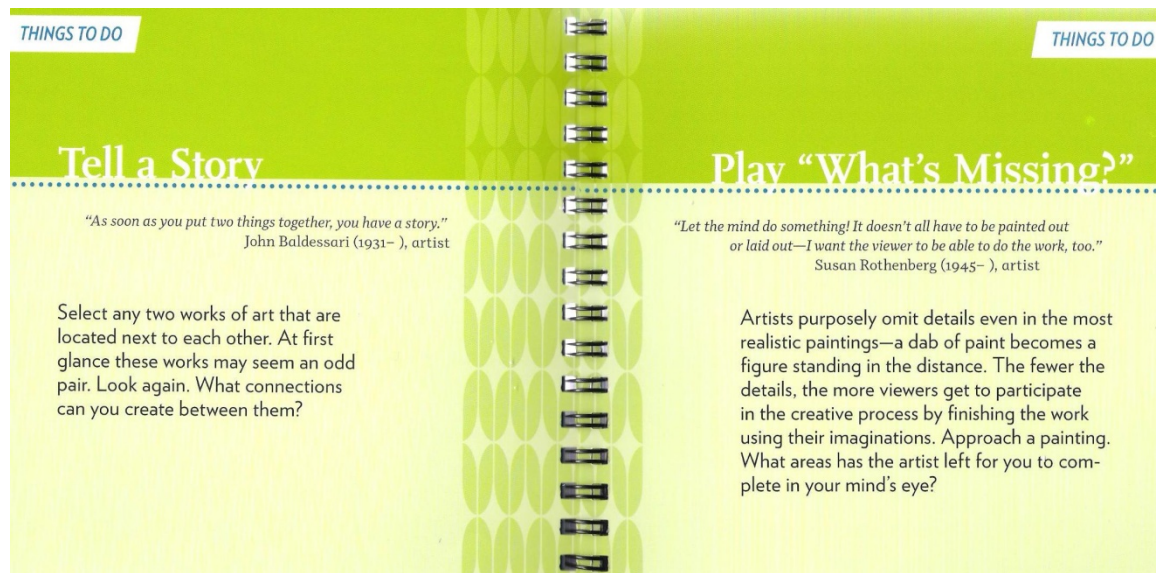 THINGS TO DO
Tell a Story
“As soon as you put two things together, you have a story.”
John Baldessari (1931– ), artist
Select any two works of art that are
located next to each other. At first
glance these works may seem an odd
pair. Look again. What connections
can you create between them?
THINGS TO DO
Play “What’s Missing?”
“Let the mind do something! It doesn’t all have to be painted out
or laid out—I want the viewer to be able to do the work, too.”
Susan Rothenberg (1945– ), artist
Artists purposely omit details even in the most
realistic paintings—a dab of paint becomes a
figure standing in the distance. The fewer the
details, the more viewers get to participate
in the creative process by finishing the work
using their imaginations. Approach a painting.
What areas has the artist left for you to com-
plete in your mind’s eye?